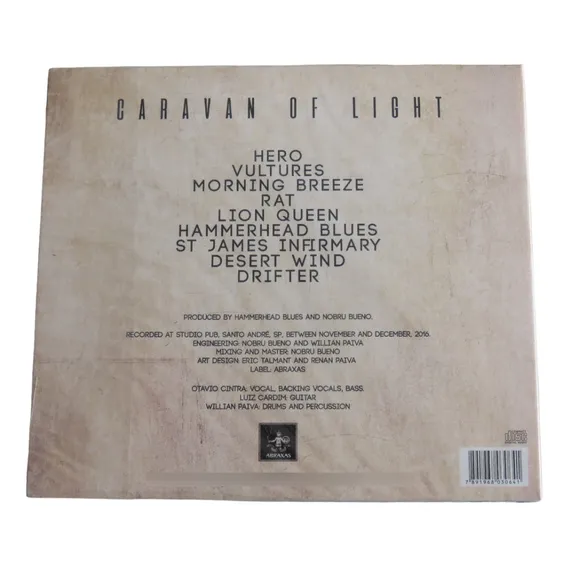 CARAVAN OF LIGHT
HERO
VULTURES
MORNING BREEZE
RAT
LION QUEEN
HAMMERHEAD BLUES
ST JAMES INFIRMARY
DESERT WIND
DRIFTER
PRODUCED BY HAMMERHEAD BLUES AND NOBRU BUENO.
RECORDED AT STUDIO PUB, SANTO ANDRÉ, SP, BETWEEN NOVEMBER AND DECEMBER, 2016.
ENGINEERING: NOBRU BUENO AND WILLIAN PAIVA
MIXING AND MASTER: NOBRU BUENO
ART DESIGN: ERIC TALMANT AND RENAN PAIVA
LABEL: ABRAXAS
OTAVIO CINTRA: VOCAL, BACKING VOCALS, BASS.
LUIZ CARDIM: GUITAR
WILLIAN PAIVA: DRUMS AND PERCUSSION
ABRAXAS